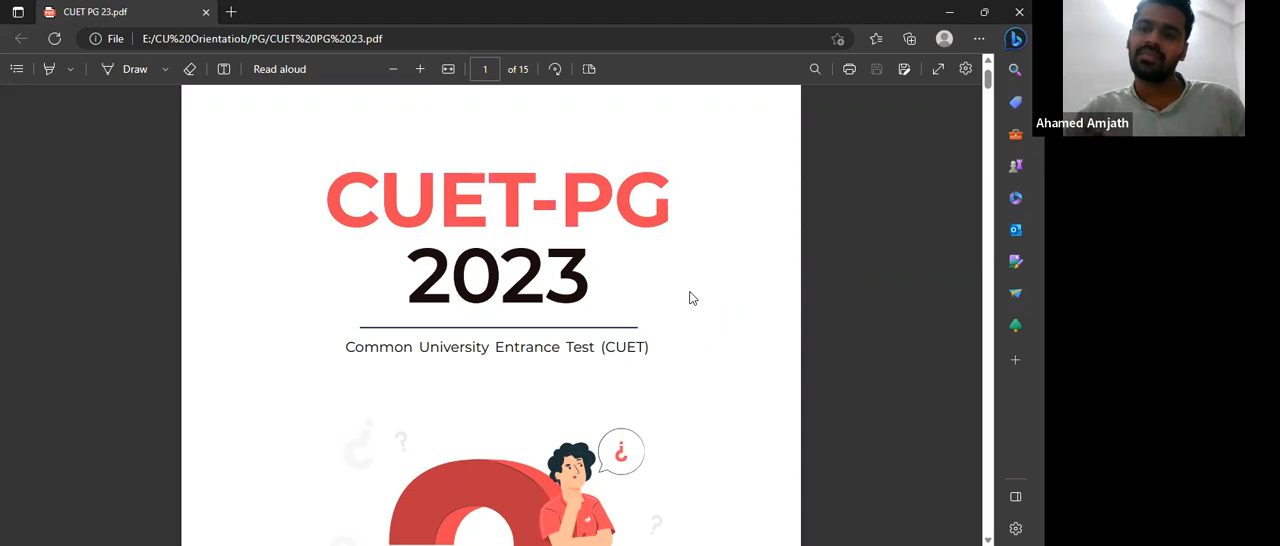 CUET PG 23.pdf
File E:/CU%20Orientatiob/PG/CUET%20PG%2023.pdf
Draw Read aloud 1 of 15
Ahamed Amjath
CUET-PG
2023
Common University Entrance Test (CUET)